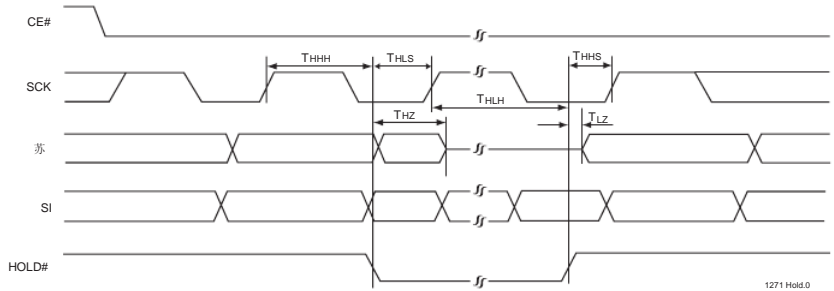 CE#
THHH THLS THHS
SCK
THLH
THZ TLZ
苏
SI
HOLD#
1271 Hold.0